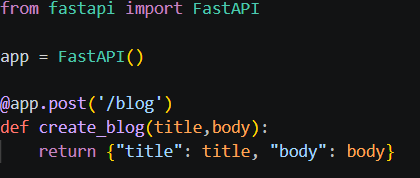 from fastapi import FastAPI
app = FastAPI()
@app.post('/blog')
def create_blog(title,body):
    return {"title": title, "body": body}